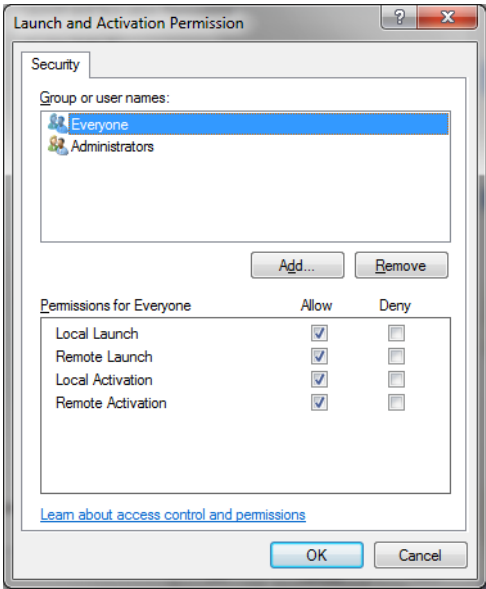 Launch and Activation Permission
Security
Group or user names:
Everyone
Administrators
Add... Remove
Permissions for Everyone Allow Deny
Local Launch
Remote Launch
Local Activation
Remote Activation
Learn about access control and permissions
OK Cancel